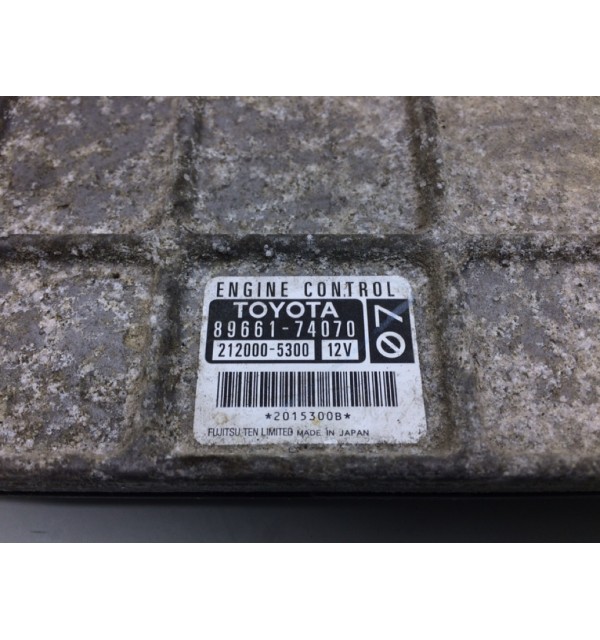 ENGINE CONTROL
TOYOTA
89661-74070
212000-5300 12V
07
*2015300B*
FUJITSU TEN LIMITED MADE IN JAPAN